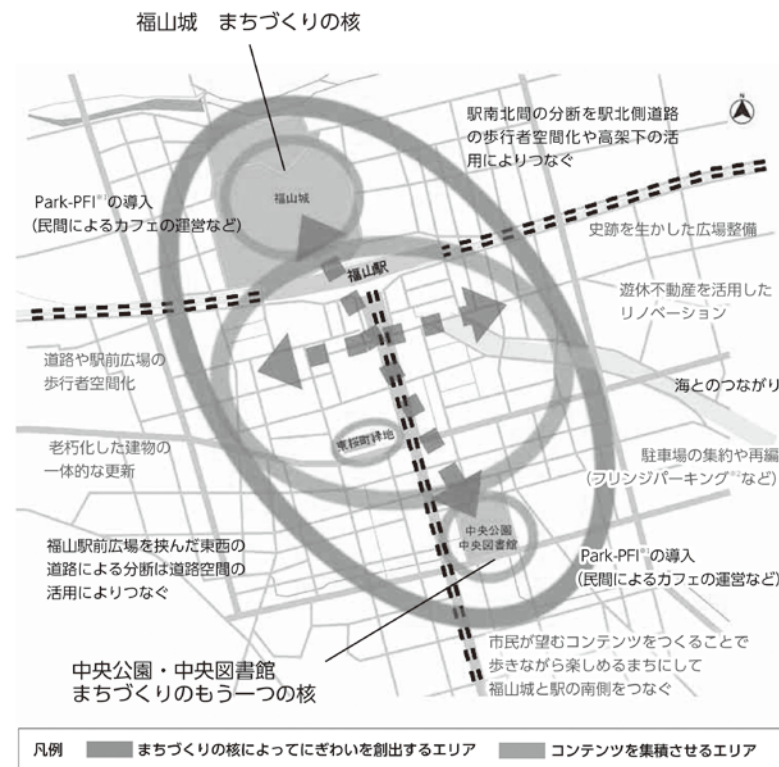 福山城　まちづくりの核
N
駅南北間の分断を駅北側道路
の歩行者空間化や高架下の活
用によりつなぐ
Park-PFI※1の導入
(民間によるカフェの運営など)
福山城
史跡を生かした広場整備
福山駅
遊休不動産を活用した
リノベーション
道路や駅前広場の
歩行者空間化
海とのつながり
老朽化した建物の
一体的な更新
東桜町緑地
駐車場の集約や再編
(フリンジパーキング※2など)
中央公園
中央図書館
福山駅前広場を挟んだ東西の
道路による分断は道路空間の
活用によりつなぐ
Park-PFI※1の導入
(民間によるカフェの運営など)
市民が望むコンテンツをつくることで
歩きながら楽しめるまちにして
福山城と駅の南側をつなぐ
中央公園・中央図書館
まちづくりのもう一つの核
凡例　まちづくりの核によってにぎわいを創出するエリア　コンテンツを集積させるエリア